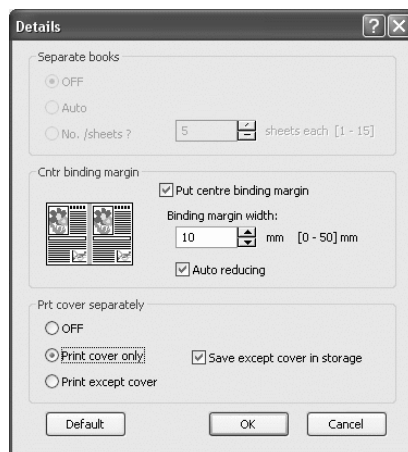 Details
Separate books
OFF
Auto
No. /sheets ? 5 sheets each [1 - 15]
Cntr binding margin
Put centre binding margin
Binding margin width:
10 mm [0 - 50] mm
Auto reducing
Prt cover separately
OFF
Print cover only Save except cover in storage
Print except cover
Default OK Cancel